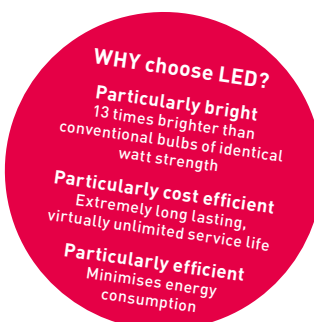 WHY choose LED?
Particularly bright
13 times brighter than
conventional bulbs of identical
watt strength
Particularly cost efficient
Extremely long lasting,
virtually unlimited service life
Particularly efficient
Minimises energy
consumption